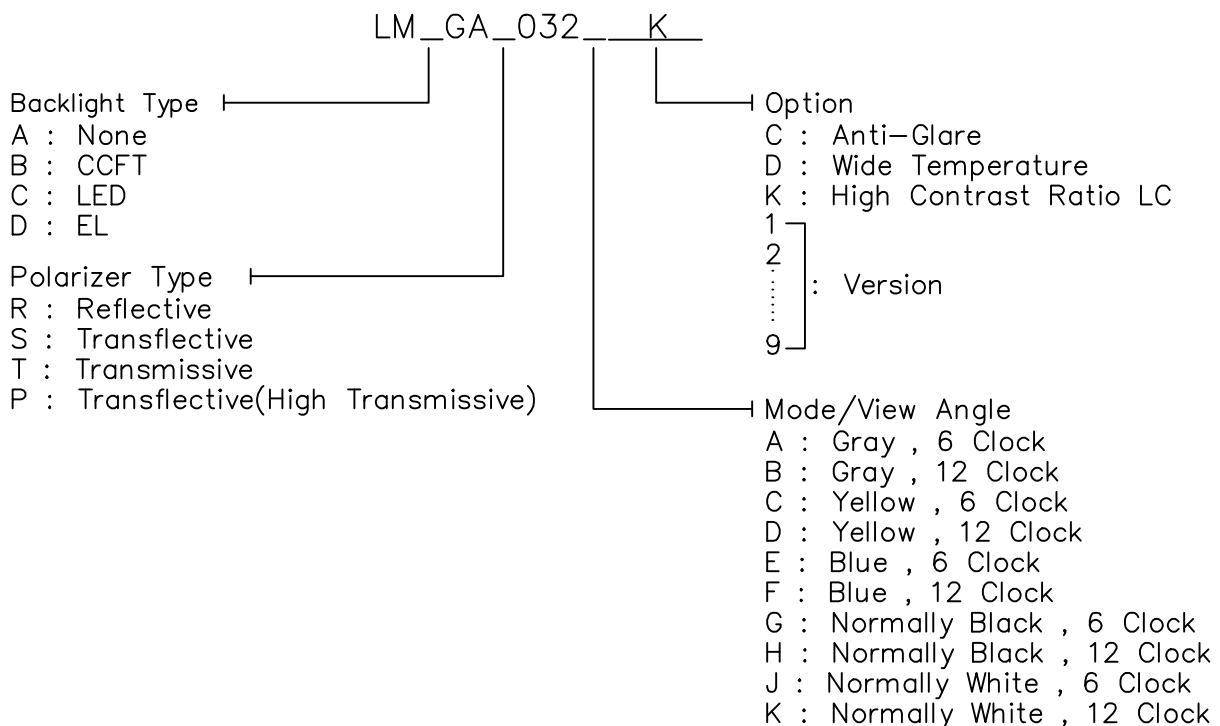 LM_GA_032_ _K_
Backlight Type
A : None
B : CCFT
C : LED
D : EL
Polarizer Type
R : Reflective
S : Transflective
T : Transmissive
P : Transflective(High Transmissive)
Option
C : Anti-Glare
D : Wide Temperature
K : High Contrast Ratio LC
1
2
: Version
9
Mode/View Angle
A : Gray , 6 Clock
B : Gray , 12 Clock
C : Yellow , 6 Clock
D : Yellow , 12 Clock
E : Blue , 6 Clock
F : Blue , 12 Clock
G : Normally Black , 6 Clock
H : Normally Black , 12 Clock
J : Normally White , 6 Clock
K : Normally White , 12 Clock